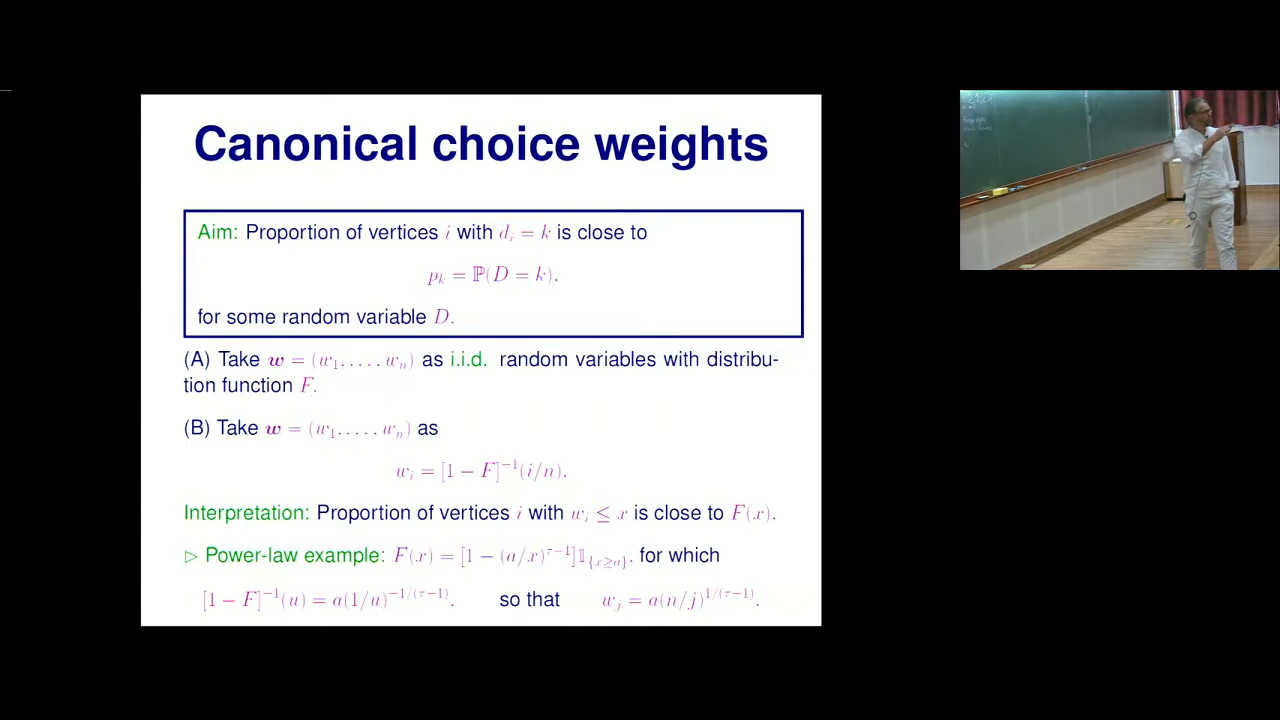 Canonical choice weights
Aim: Proportion of vertices i with d_i = k is close to
p_k = ℙ(D = k).
for some random variable D.
(A) Take w = (w_1, . . . , w_n) as i.i.d. random variables with distribu-
tion function F.
(B) Take w = (w_1, . . . , w_n) as
w_i = [1 − F]^{−1}(i/n).
Interpretation: Proportion of vertices i with w_i ≤ x is close to F(x).
▷ Power-law example: F(x) = [1 − (a/x)^{τ−1}]𝟙_{{x≥a}}, for which
[1 − F]^{−1}(u) = a(1/u)^{−1/(τ−1)}, so that w_j = a(n/j)^{1/(τ−1)}.